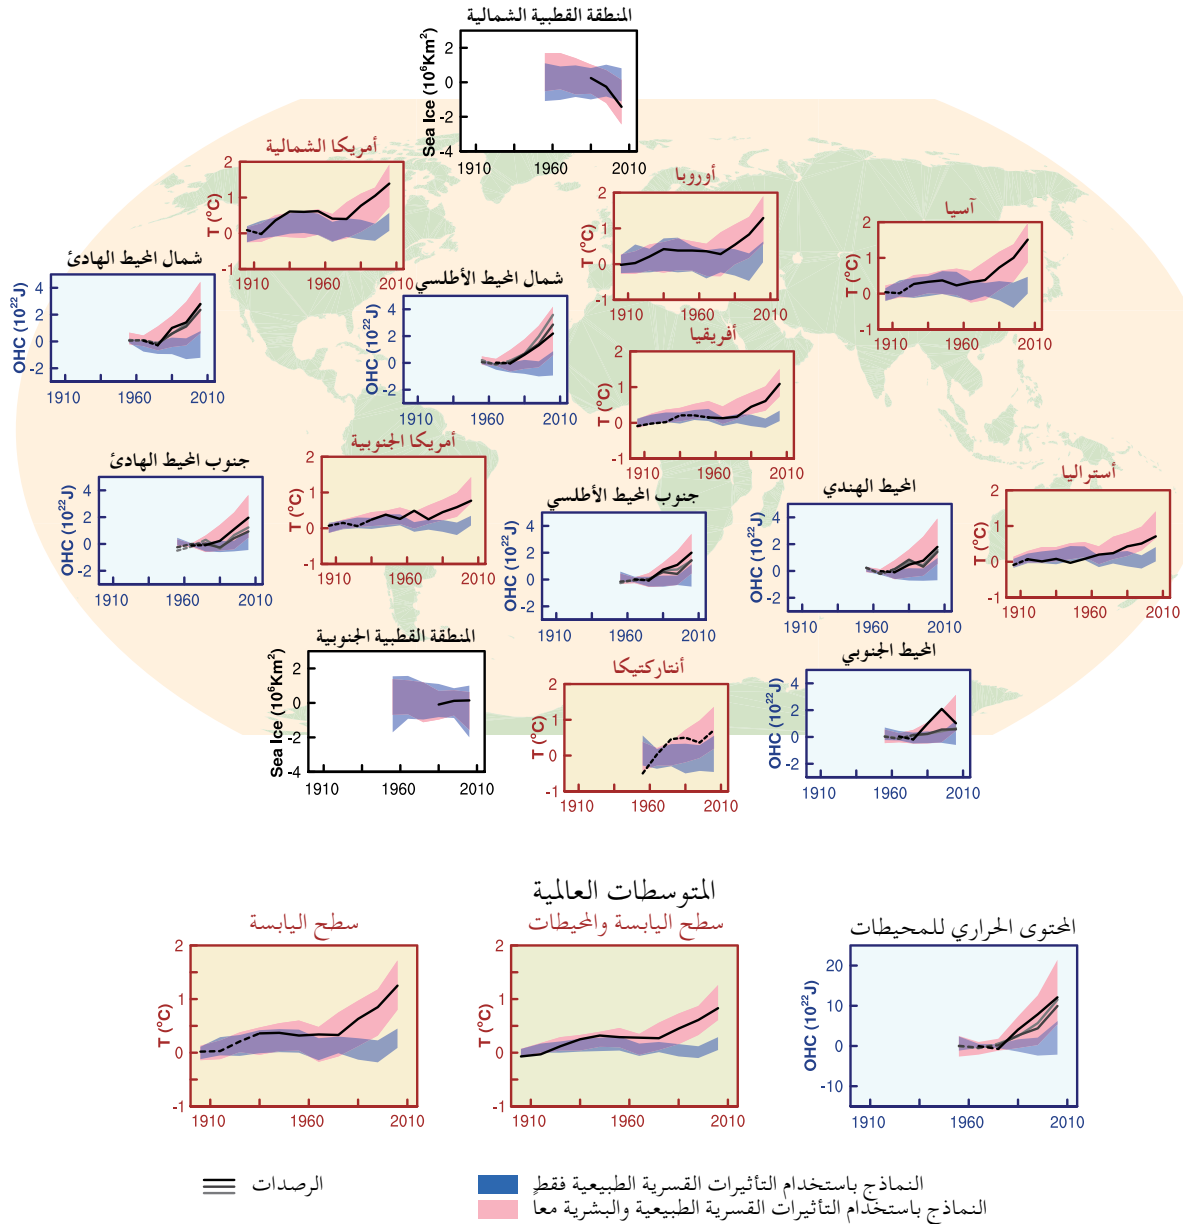 المنطقة القطبية الشمالية
Sea Ice (10⁶Km²)
2
0
-2
-4
1910 1960 2010
أمريكا الشمالية
T (°C)
2
1
0
-1
1910 1960 2010
أوروبا
T (°C)
2
1
0
-1
1910 1960 2010
آسيا
T (°C)
2
1
0
-1
1910 1960 2010
شمال المحيط الهادئ
OHC (10²²J)
4
2
0
-2
1910 1960 2010
شمال المحيط الأطلسي
OHC (10²²J)
4
2
0
-2
1910 1960 2010
أفريقيا
T (°C)
2
1
0
-1
1910 1960 2010
جنوب المحيط الهادئ
OHC (10²²J)
4
2
0
-2
1910 1960 2010
أمريكا الجنوبية
T (°C)
2
1
0
-1
1910 1960 2010
جنوب المحيط الأطلسي
OHC (10²²J)
4
2
0
-2
1910 1960 2010
المحيط الهندي
OHC (10²²J)
4
2
0
-2
1910 1960 2010
أستراليا
T (°C)
2
1
0
-1
1910 1960 2010
المنطقة القطبية الجنوبية
Sea Ice (10⁶Km²)
2
0
-2
-4
1910 1960 2010
أنتاركتيكا
T (°C)
2
1
0
-1
1910 1960 2010
المحيط الجنوبي
OHC (10²²J)
4
2
0
-2
1910 1960 2010
المتوسطات العالمية
سطح اليابسة
T (°C)
2
1
0
-1
1910 1960 2010
سطح اليابسة والمحيطات
T (°C)
2
1
0
-1
1910 1960 2010
المحتوى الحراري للمحيطات
OHC (10²²J)
20
10
0
-10
1910 1960 2010
الرصدات
النماذج باستخدام التأثيرات القسرية الطبيعية فقطٍ
النماذج باستخدام التأثيرات القسرية الطبيعية والبشرية معا